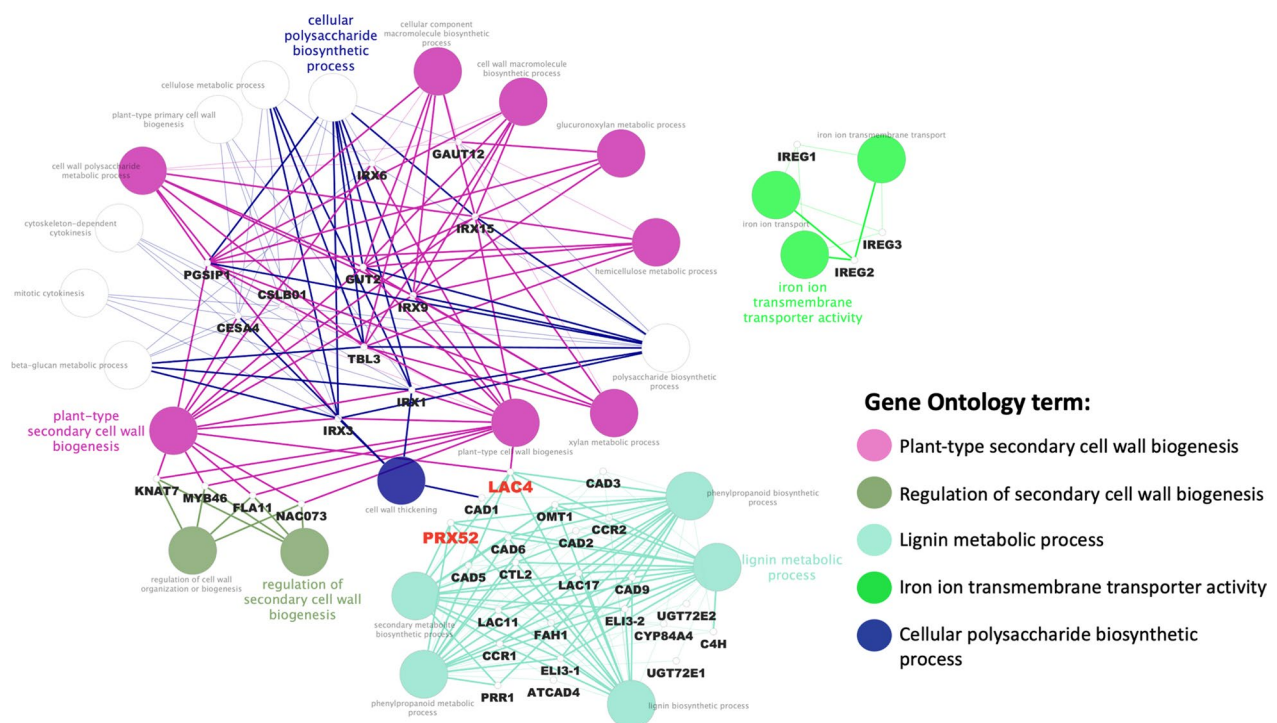 cellular
polysaccharide
biosynthetic
process
cellular component
macromolecule biosynthetic
process
cellulose metabolic process
cell wall macromolecule
biosynthetic process
plant-type primary cell wall
biogenesis
glucuronoxylan metabolic process
GAUT12
cell wall polysaccharide
metabolic process
IRX6
cytoskeleton-dependent
cytokinesis
IRX15
PGSIP1
GUT2
hemicellulose metabolic process
mitotic cytokinesis
CSLB01
IRX9
CESA4
TBL3
beta-glucan metabolic process
polysaccharide biosynthetic
process
IRX1
plant-type
secondary cell wall
biogenesis
IRX3
plant-type cell wall biogenesis
xylan metabolic process
iron ion transmembrane transport
IREG1
iron ion transport
IREG3
IREG2
iron ion
transmembrane
transporter activity
KNAT7
MYB46
FLA11
NAC073
cell wall thickening
regulation of cell wall
organization or biogenesis
regulation of
secondary cell wall
biogenesis
LAC4
CAD3
phenylpropanoid biosynthetic
process
CAD1
OMT1
CCR2
PRX52
CAD2
CAD6
lignin metabolic
process
CAD5
CTL2
LAC17
CAD9
secondary metabolite
biosynthetic process
LAC11
ELI3-2
UGT72E2
FAH1
CYP84A4
C4H
CCR1
ELI3-1
UGT72E1
PRR1
ATCAD4
phenylpropanoid metabolic
process
lignin biosynthetic process
Gene Ontology term:
Plant-type secondary cell wall biogenesis
Regulation of secondary cell wall biogenesis
Lignin metabolic process
Iron ion transmembrane transporter activity
Cellular polysaccharide biosynthetic
process